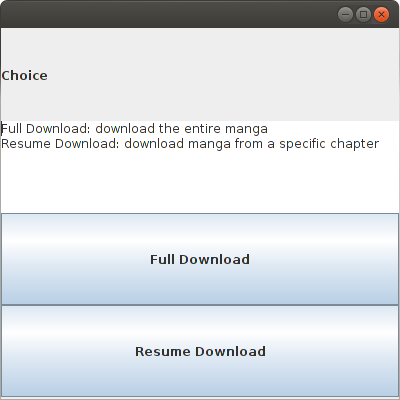 Choice
Full Download: download the entire manga
Resume Download: download manga from a specific chapter
Full Download
Resume Download